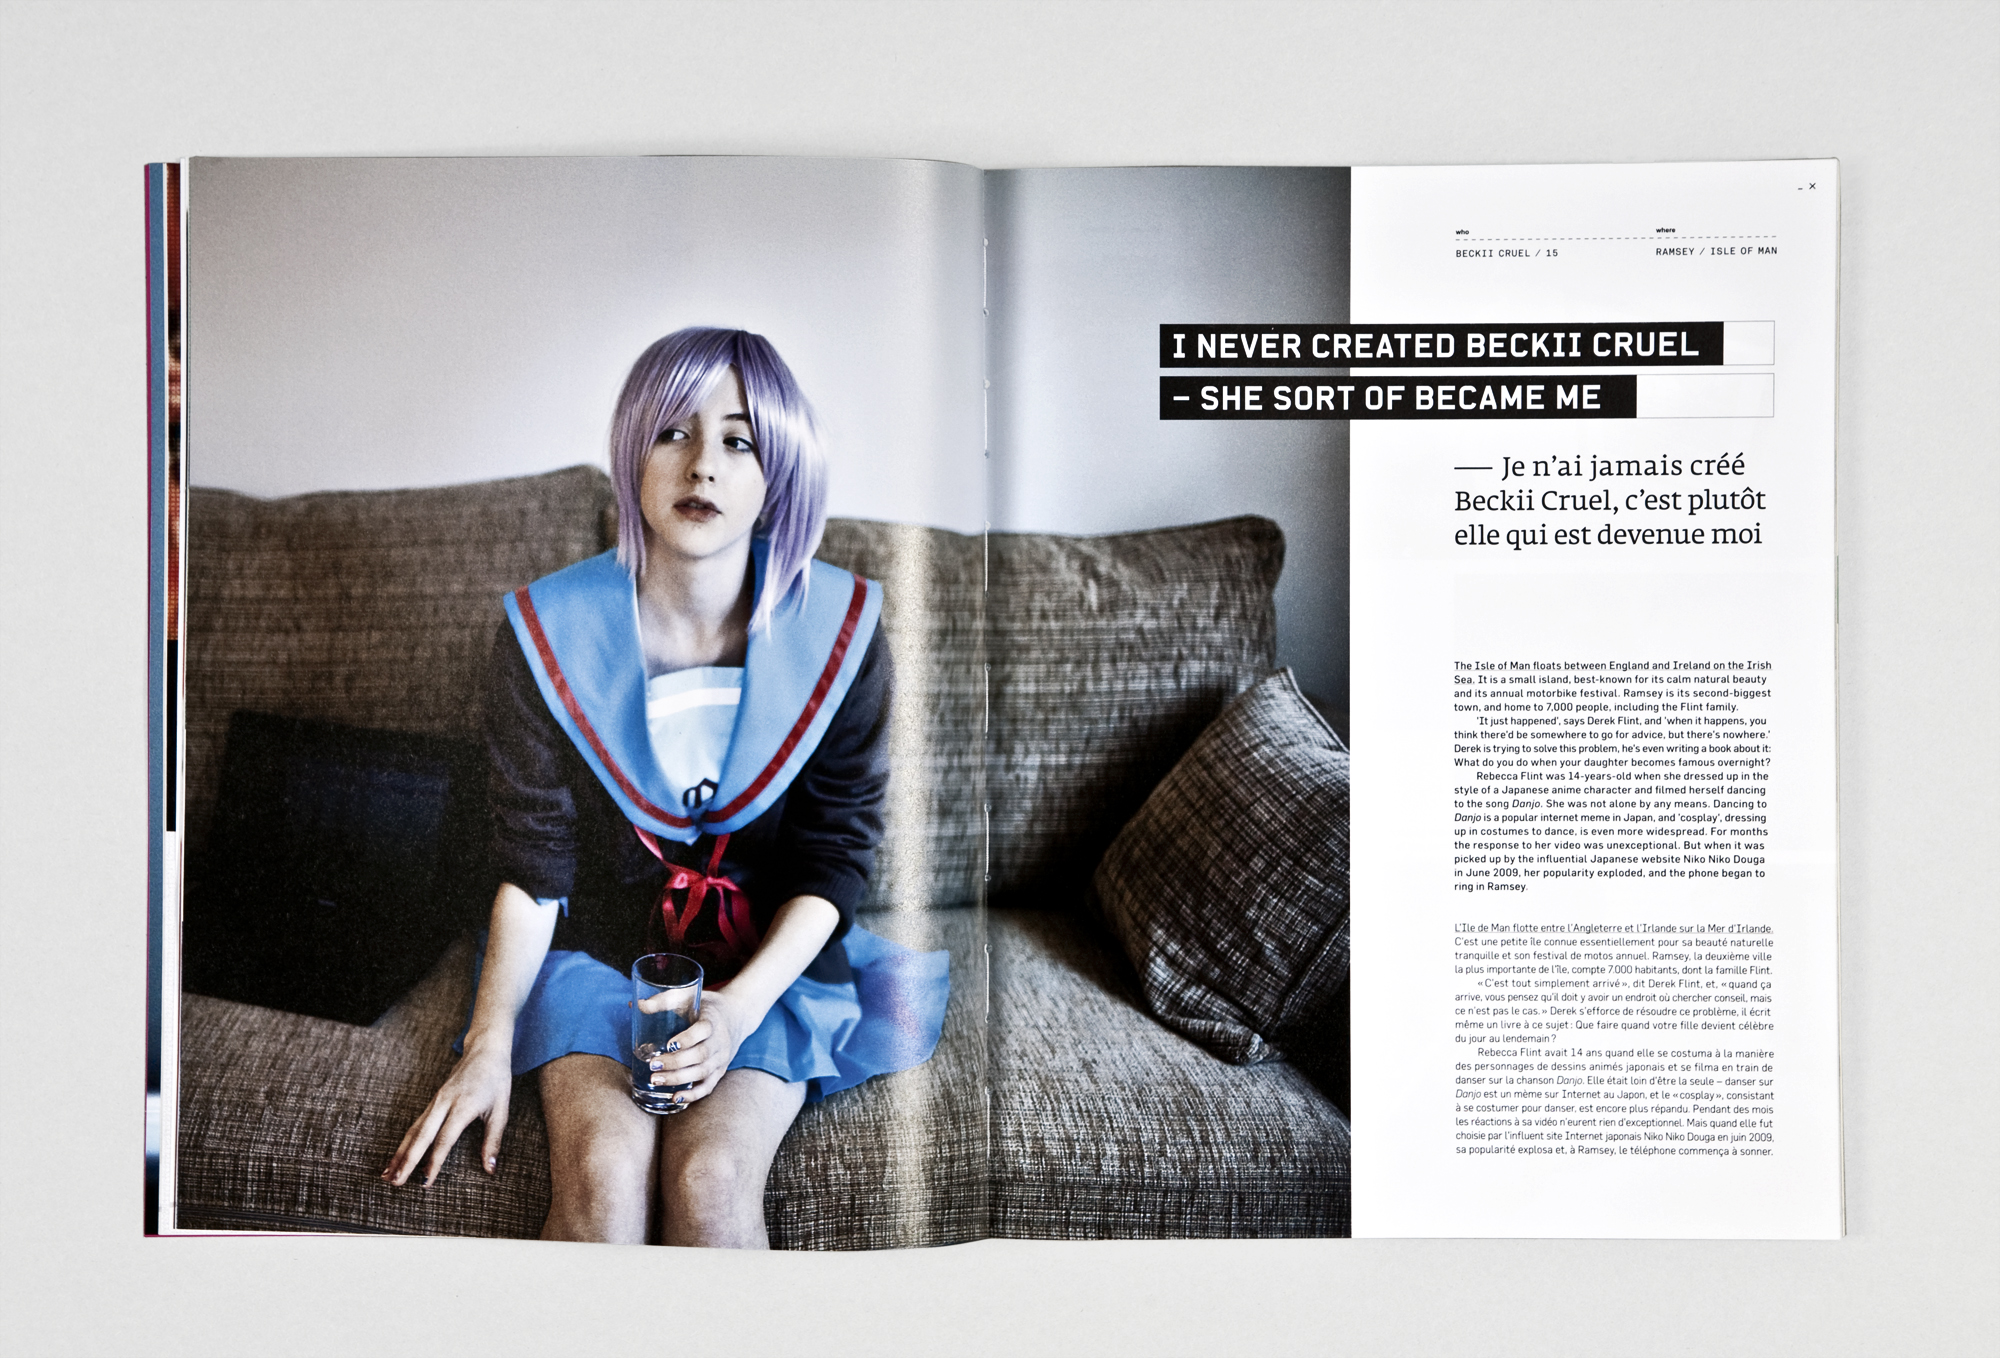 _ ×
who where
BECKII CRUEL / 15 RAMSEY / ISLE OF MAN
I NEVER CREATED BECKII CRUEL
– SHE SORT OF BECAME ME
— Je n’ai jamais créé
Beckii Cruel, c’est plutôt
elle qui est devenue moi
The Isle of Man floats between England and Ireland on the Irish
Sea. It is a small island, best-known for its calm natural beauty
and its annual motorbike festival. Ramsey is its second-biggest
town, and home to 7,000 people, including the Flint family.
'It just happened', says Derek Flint, and 'when it happens, you
think there'd be somewhere to go for advice, but there's nowhere.'
Derek is trying to solve this problem, he's even writing a book about it:
What do you do when your daughter becomes famous overnight?
Rebecca Flint was 14-years-old when she dressed up in the
style of a Japanese anime character and filmed herself dancing
to the song Danjo. She was not alone by any means. Dancing to
Danjo is a popular internet meme in Japan, and 'cosplay', dressing
up in costumes to dance, is even more widespread. For months
the response to her video was unexceptional. But when it was
picked up by the influential Japanese website Niko Niko Douga
in June 2009, her popularity exploded, and the phone began to
ring in Ramsey.
L'Ile de Man flotte entre l'Angleterre et l'Irlande sur la Mer d'Irlande.
C'est une petite île connue essentiellement pour sa beauté naturelle
tranquille et son festival de motos annuel. Ramsey, la deuxième ville
la plus importante de l'île, compte 7000 habitants, dont la famille Flint.
« C'est tout simplement arrivé », dit Derek Flint, et, « quand ça
arrive, vous pensez qu'il doit y avoir un endroit où chercher conseil, mais
ce n'est pas le cas. » Derek s'efforce de résoudre ce problème, il écrit
même un livre à ce sujet : Que faire quand votre fille devient célèbre
du jour au lendemain ?
Rebecca Flint avait 14 ans quand elle se costuma à la manière
des personnages de dessins animés japonais et se filma en train de
danser sur la chanson Danjo. Elle était loin d'être la seule – danser sur
Danjo est un mème sur Internet au Japon, et le « cosplay », consistant
à se costumer pour danser, est encore plus répandu. Pendant des mois
les réactions à sa vidéo n'eurent rien d'exceptionnel. Mais quand elle fut
choisie par l'influent site Internet japonais Niko Niko Douga en juin 2009,
sa popularité explosa et, à Ramsey, le téléphone commença à sonner.